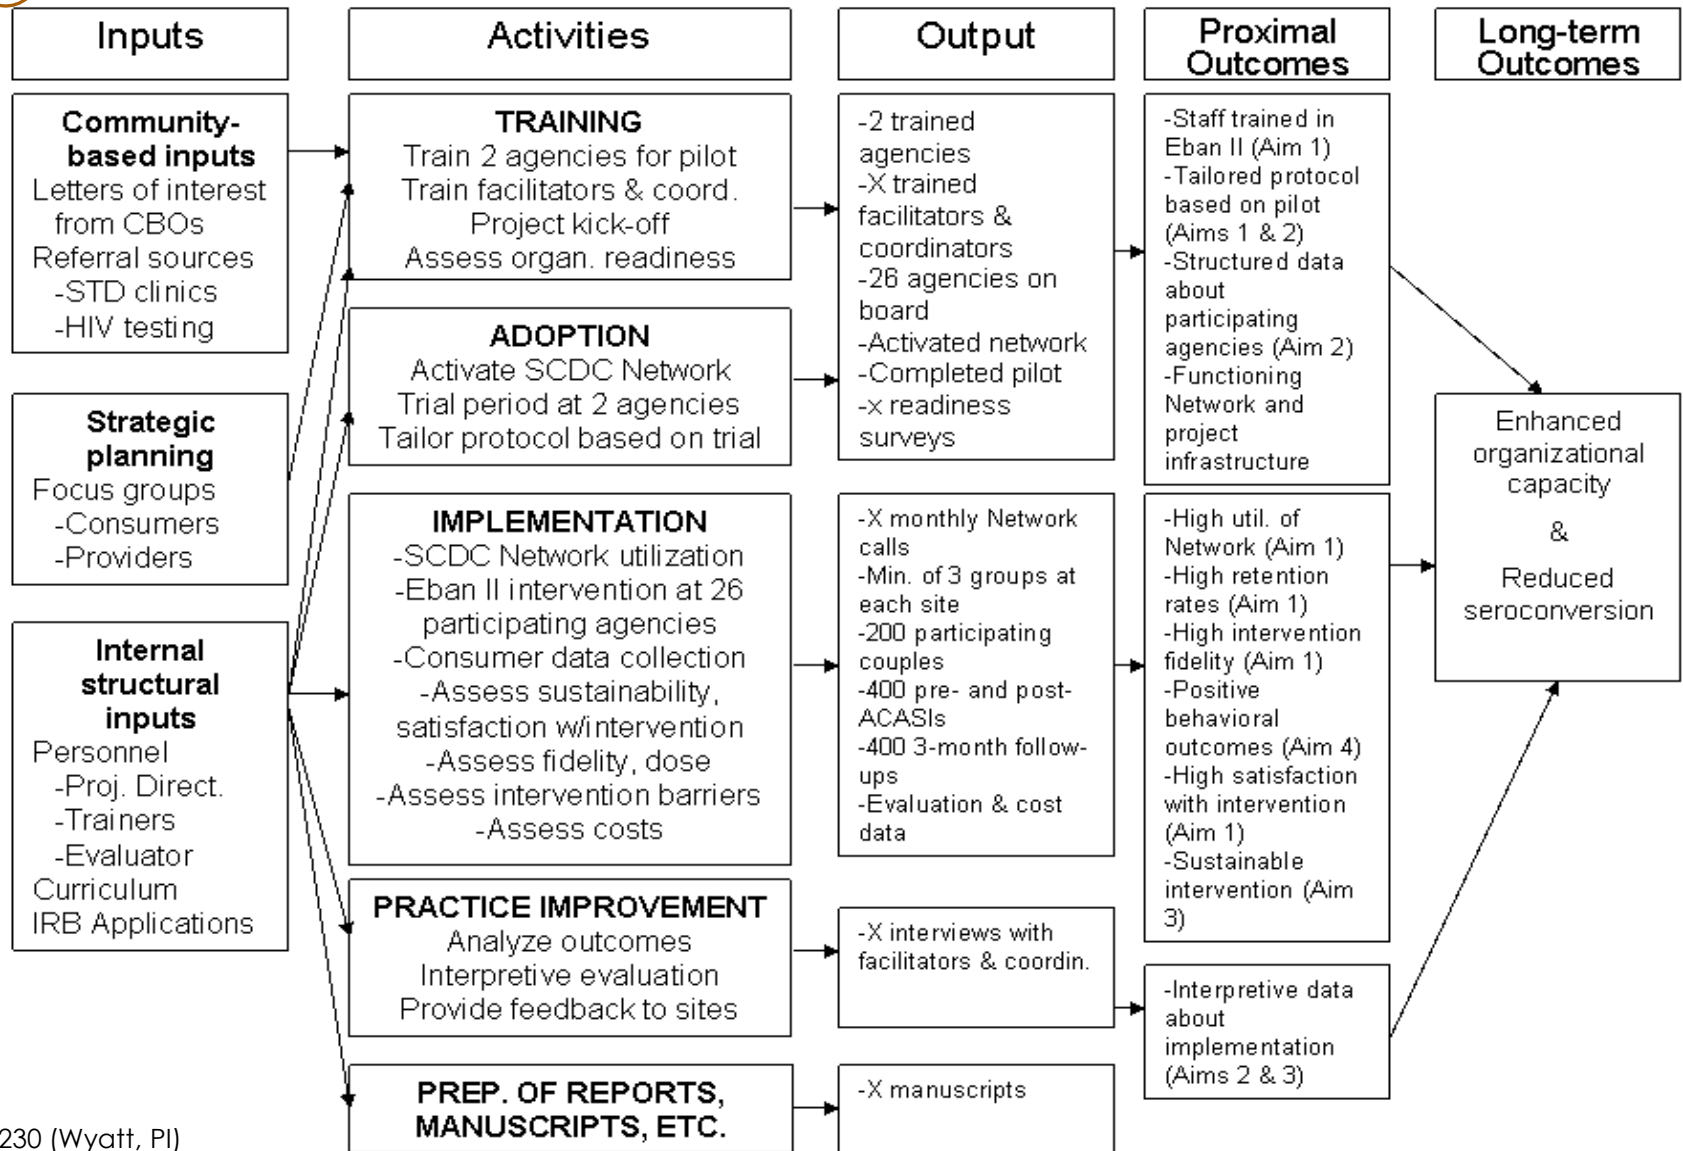 Inputs
Activities
Output
Proximal
Outcomes
Long-term
Outcomes
Community-
based inputs
Letters of interest
from CBOs
Referral sources
-STD clinics
-HIV testing
Strategic
planning
Focus groups
-Consumers
-Providers
Internal
structural
inputs
Personnel
-Proj. Direct.
-Trainers
-Evaluator
Curriculum
IRB Applications
TRAINING
Train 2 agencies for pilot
Train facilitators & coord.
Project kick-off
Assess organ. readiness
ADOPTION
Activate SCDC Network
Trial period at 2 agencies
Tailor protocol based on trial
IMPLEMENTATION
-SCDC Network utilization
-Eban II intervention at 26
participating agencies
-Consumer data collection
-Assess sustainability,
satisfaction w/intervention
-Assess fidelity, dose
-Assess intervention barriers
-Assess costs
PRACTICE IMPROVEMENT
Analyze outcomes
Interpretive evaluation
Provide feedback to sites
PREP. OF REPORTS,
MANUSCRIPTS, ETC.
-2 trained
agencies
-X trained
facilitators &
coordinators
-26 agencies on
board
-Activated network
-Completed pilot
-x readiness
surveys
-X monthly Network
calls
-Min. of 3 groups at
each site
-200 participating
couples
-400 pre- and post-
ACASIs
-400 3-month follow-
ups
-Evaluation & cost
data
-X interviews with
facilitators & coordin.
-X manuscripts
-Staff trained in
Eban II (Aim 1)
-Tailored protocol
based on pilot
(Aims 1 & 2)
-Structured data
about
participating
agencies (Aim 2)
-Functioning
Network and
project
infrastructure
-High util. of
Network (Aim 1)
-High retention
rates (Aim 1)
-High intervention
fidelity (Aim 1)
-Positive
behavioral
outcomes (Aim 4)
-High satisfaction
with intervention
(Aim 1)
-Sustainable
intervention (Aim
3)
-Interpretive data
about
implementation
(Aims 2 & 3)
Enhanced
organizational
capacity
&
Reduced
seroconversion
230 (Wyatt, PI)